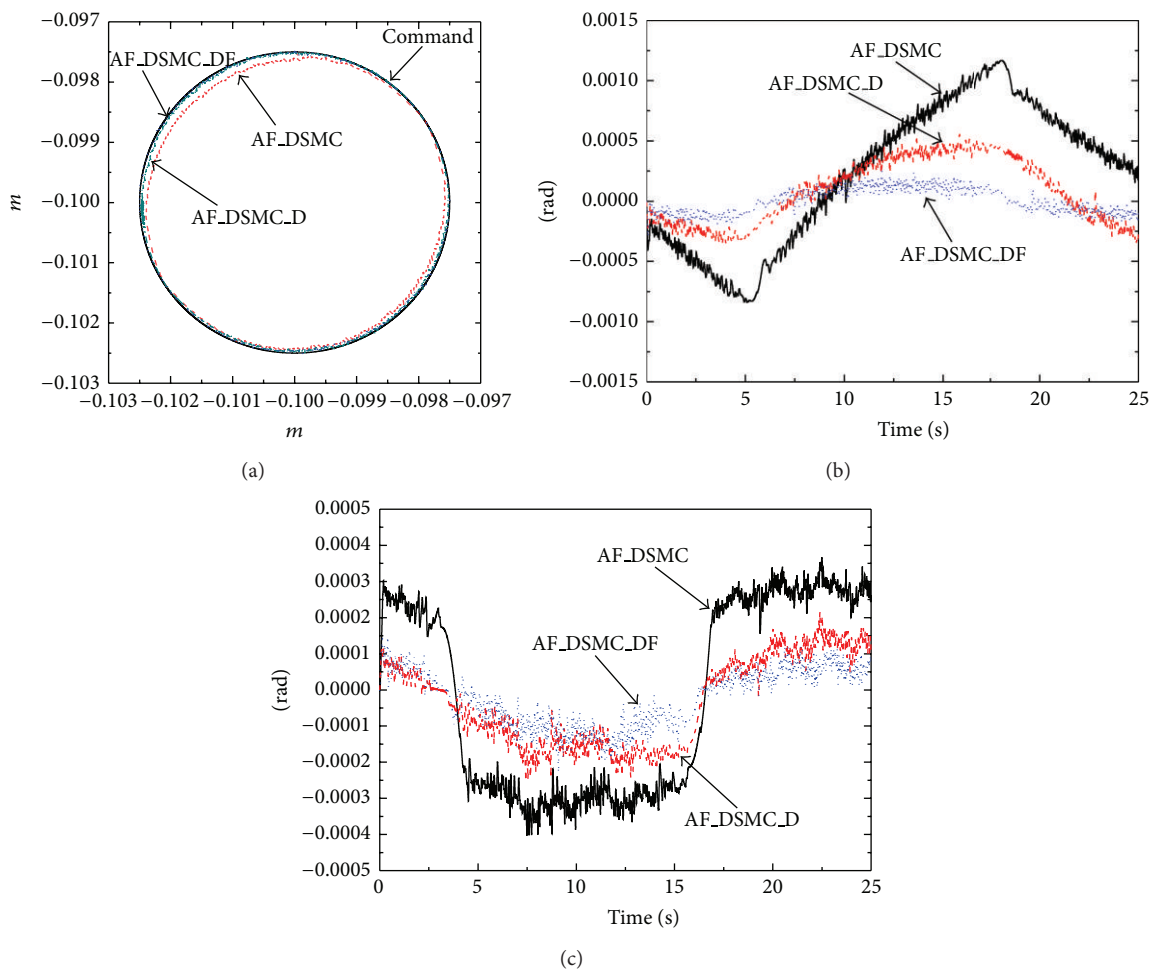 −0.097
Command
AF_DSMC_DF
−0.098
−0.099
AF_DSMC
m
−0.100
AF_DSMC_D
−0.101
−0.102
−0.103
−0.103 −0.102 −0.101 −0.100 −0.099 −0.098 −0.097
m
(a)
0.0015
AF_DSMC
0.0010
AF_DSMC_D
0.0005
(rad)
0.0000
AF_DSMC_DF
−0.0005
−0.0010
−0.0015
0 5 10 15 20 25
Time (s)
(b)
0.0005
0.0004
AF_DSMC
0.0003
0.0002
AF_DSMC_DF
0.0001
(rad)
0.0000
−0.0001
−0.0002
−0.0003
AF_DSMC_D
−0.0004
−0.0005
0 5 10 15 20 25
Time (s)
(c)